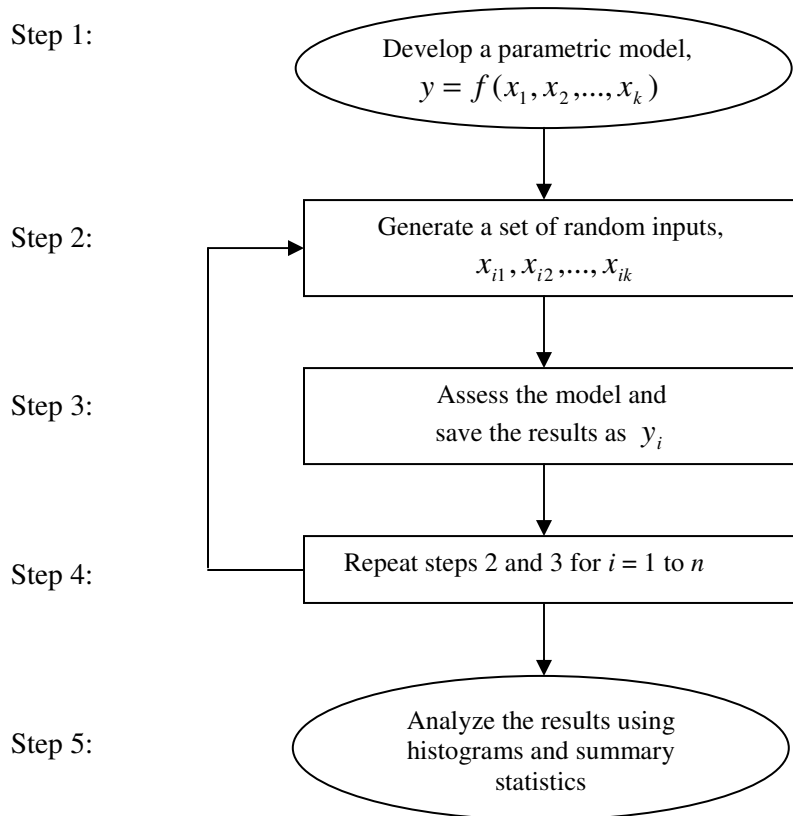 Step 1:
Develop a parametric model,
y = f(x₁, x₂,..., xₖ)
Step 2:
Generate a set of random inputs,
xᵢ₁, xᵢ₂,..., xᵢₖ
Step 3:
Assess the model and
save the results as yᵢ
Step 4:
Repeat steps 2 and 3 for i = 1 to n
Step 5:
Analyze the results using
histograms and summary
statistics